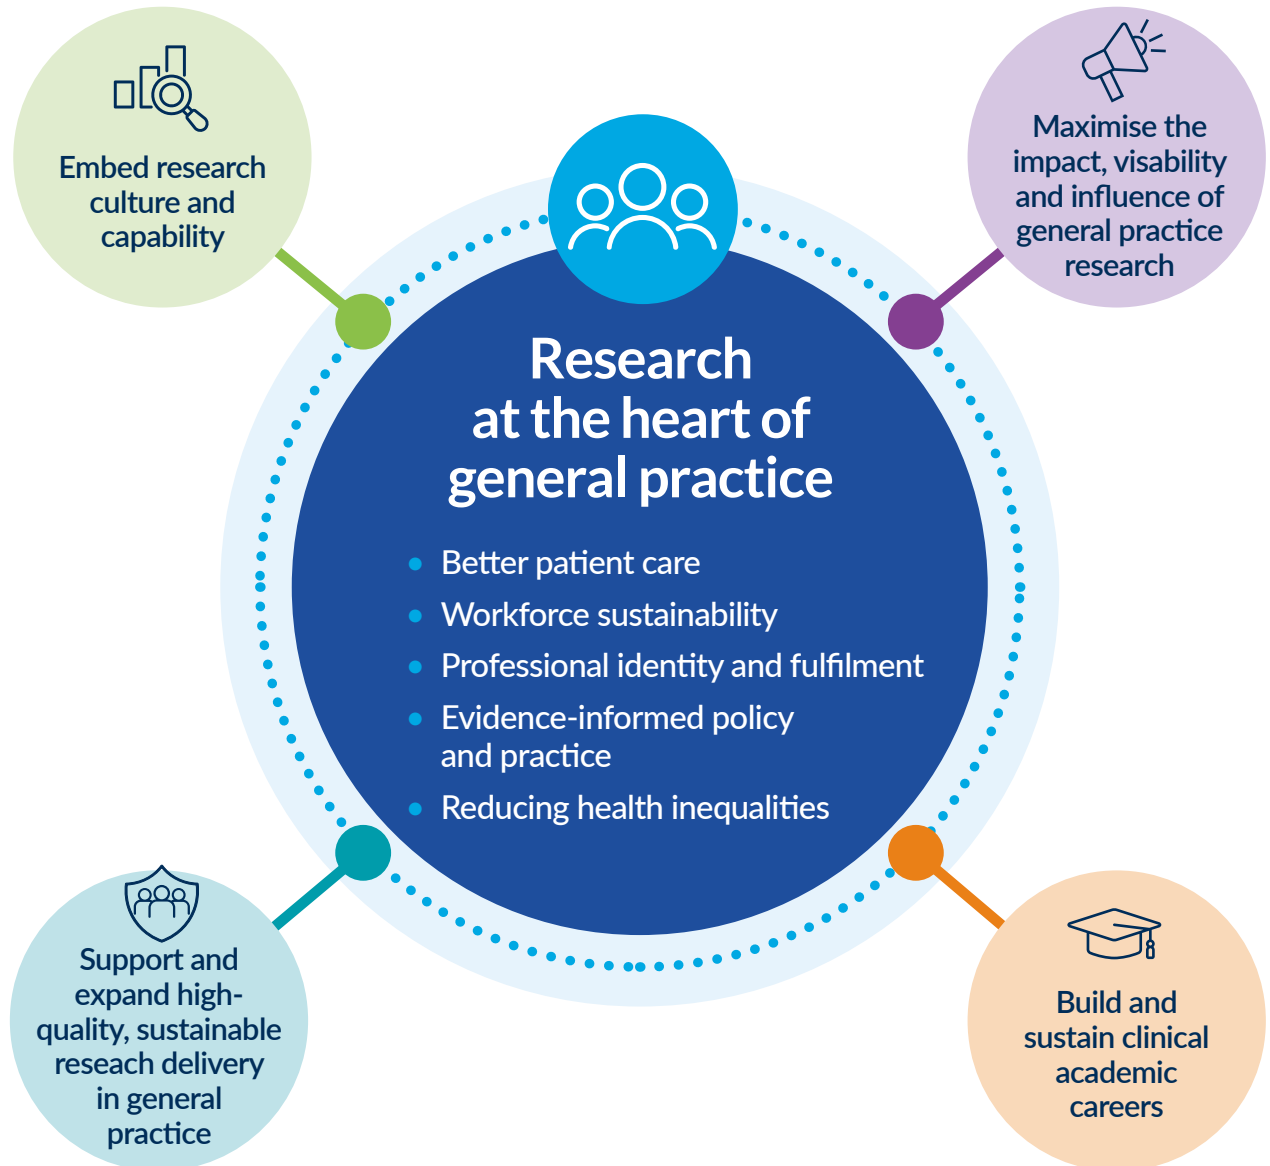 Embed research
culture and
capability
Maximise the
impact, visability
and influence of
general practice
research
Research
at the heart of
general practice
• Better patient care
• Workforce sustainability
• Professional identity and fulfilment
• Evidence-informed policy
and practice
• Reducing health inequalities
Support and
expand high-
quality, sustainable
reseach delivery
in general
practice
Build and
sustain clinical
academic
careers